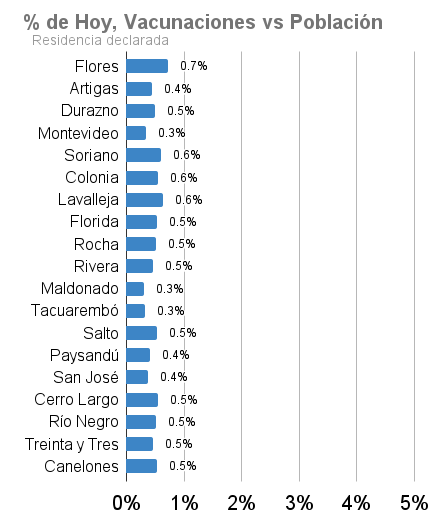 % de Hoy, Vacunaciones vs Población
Residencia declarada
Flores 0.7%
Artigas 0.4%
Durazno 0.5%
Montevideo 0.3%
Soriano 0.6%
Colonia 0.6%
Lavalleja 0.6%
Florida 0.5%
Rocha 0.5%
Rivera 0.5%
Maldonado 0.3%
Tacuarembó 0.3%
Salto 0.5%
Paysandú 0.4%
San José 0.4%
Cerro Largo 0.5%
Río Negro 0.5%
Treinta y Tres 0.5%
Canelones 0.5%
0% 1% 2% 3% 4% 5%